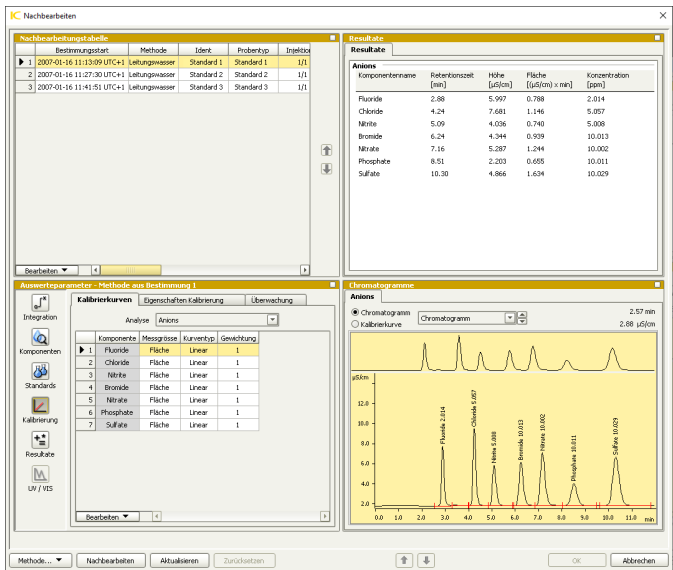 IC Nachbearbeiten
Nachbearbeitungstabelle
Bestimmungsstart Methode Ident Probentyp Injektion
1 2007-01-16 11:13:09 UTC+1 Leitungswasser Standard 1 Standard 1 1/1
2 2007-01-16 11:27:30 UTC+1 Leitungswasser Standard 2 Standard 2 1/1
3 2007-01-16 11:41:51 UTC+1 Leitungswasser Standard 3 Standard 3 1/1
Bearbeiten
Resultate
Resultate
Anions
Komponentenname Retentionszeit Höhe Fläche Konzentration
[min] [µS/cm] [(µS/cm) x min] [ppm]
Fluoride 2.88 5.997 0.788 2.014
Chloride 4.24 7.681 1.146 5.057
Nitrite 5.09 4.036 0.740 5.008
Bromide 6.24 4.344 0.939 10.013
Nitrate 7.16 5.287 1.244 10.002
Phosphate 8.51 2.203 0.655 10.011
Sulfate 10.30 4.866 1.634 10.029
Auswerteparameter - Methode aus Bestimmung 1
Integration
Komponenten
Standards
Kalibrierung
Resultate
UV / VIS
Kalibrierkurven Eigenschaften Kalibrierung Überwachung
Analyse Anions
Komponente Messgrösse Kurventyp Gewichtung
1 Fluoride Fläche Linear 1
2 Chloride Fläche Linear 1
3 Nitrite Fläche Linear 1
4 Bromide Fläche Linear 1
5 Nitrate Fläche Linear 1
6 Phosphate Fläche Linear 1
7 Sulfate Fläche Linear 1
Bearbeiten
Chromatogramme
Anions
Chromatogramm Chromatogramm 2.57 min
Kalibrierkurve 2.88 µS/cm
µS/cm
12.0
10.0
8.0
6.0
4.0
2.0
Fluoride 2.014
Chloride 5.057
Nitrite 5.008
Bromide 10.013
Nitrate 10.002
Phosphate 10.011
Sulfate 10.029
0.0 1.0 2.0 3.0 4.0 5.0 6.0 7.0 8.0 9.0 10.0 11.0 min
Methode... Nachbearbeiten Aktualisieren Zurücksetzen OK Abbrechen